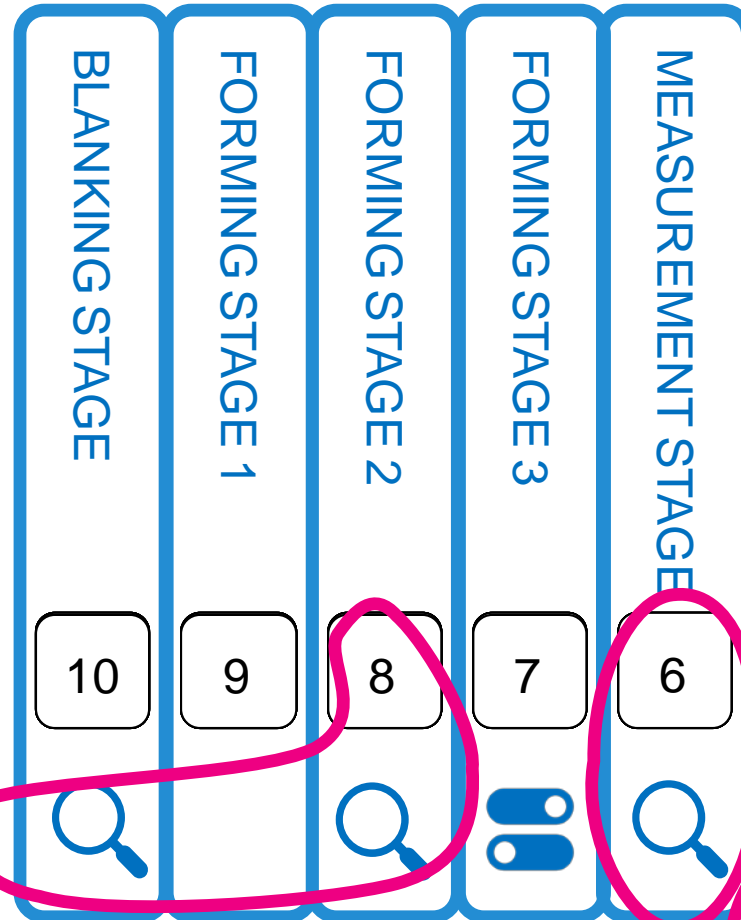 BLANKING STAGE
FORMING STAGE 1
FORMING STAGE 2
FORMING STAGE 3
MEASUREMENT STAGE
10
9
8
7
6